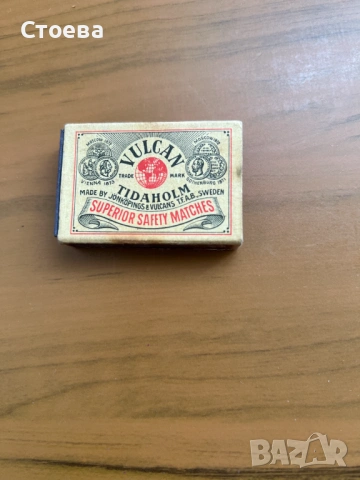 Стоева
VULCAN
TRADE MARK
TIDAHOLM
MADE BY JÖNKÖPINGS & VULCANS T.F.A.B. SWEDEN
SUPERIOR SAFETY MATCHES
BAZAR